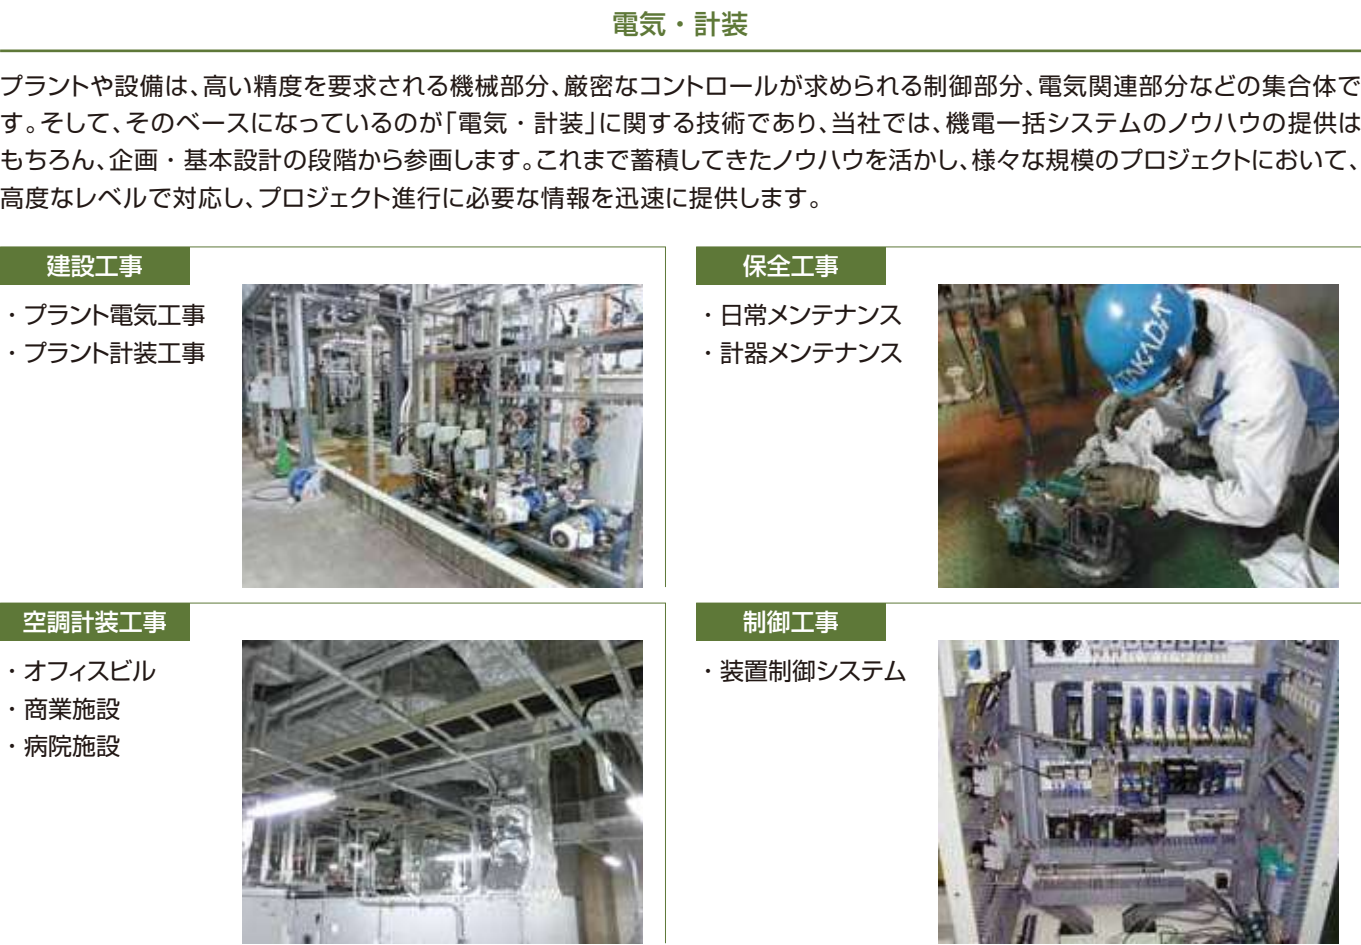 電気・計装
プラントや設備は、高い精度を要求される機械部分、厳密なコントロールが求められる制御部分、電気関連部分などの集合体で
す。そして、そのベースになっているのが「電気・計装」に関する技術であり、当社では、機電一括システムのノウハウの提供は
もちろん、企画・基本設計の段階から参画します。これまで蓄積してきたノウハウを活かし、様々な規模のプロジェクトにおいて、
高度なレベルで対応し、プロジェクト進行に必要な情報を迅速に提供します。
建設工事
・プラント電気工事
・プラント計装工事
保全工事
・日常メンテナンス
・計器メンテナンス
TAKADA
空調計装工事
・オフィスビル
・商業施設
・病院施設
制御工事
・装置制御システム